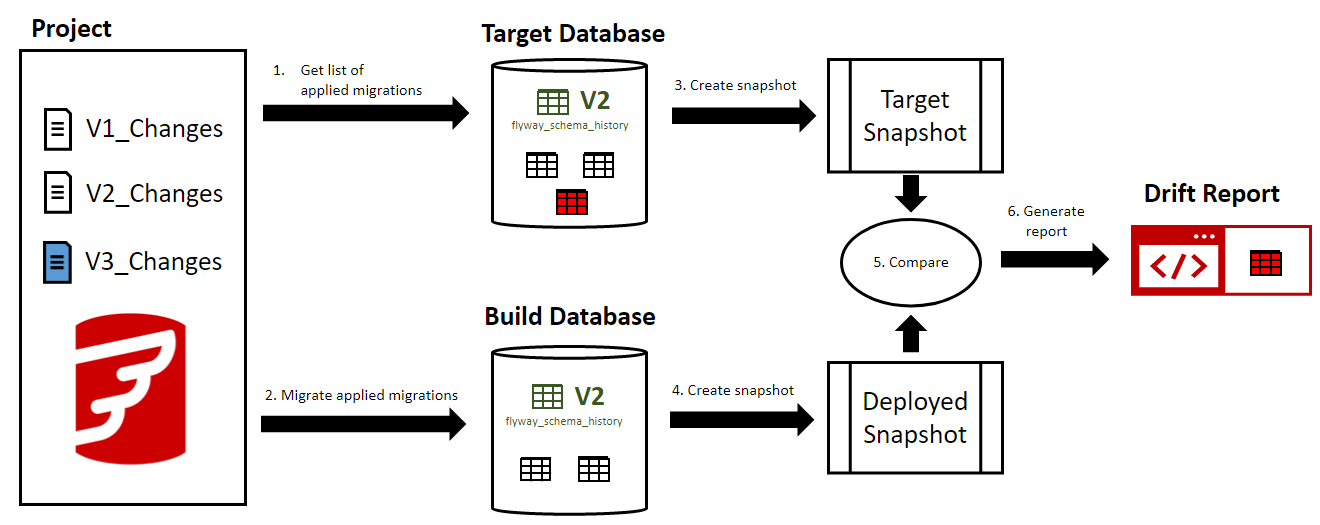 Project
V1_Changes
V2_Changes
V3_Changes
1. Get list of
applied migrations
2. Migrate applied migrations
Target Database
V2
flyway_schema_history
Build Database
V2
flyway_schema_history
3. Create snapshot
4. Create snapshot
Target
Snapshot
5. Compare
Deployed
Snapshot
6. Generate
report
Drift Report
</>